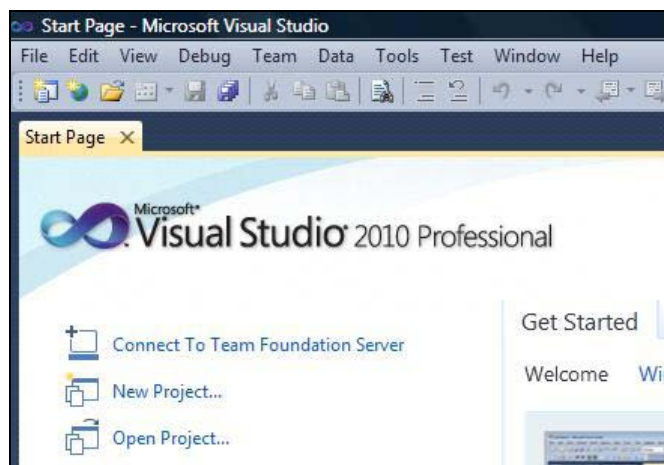 Start Page - Microsoft Visual Studio
File Edit View Debug Team Data Tools Test Window Help
Start Page
Microsoft
Visual Studio 2010 Professional
Connect To Team Foundation Server
New Project...
Open Project...
Get Started
Welcome